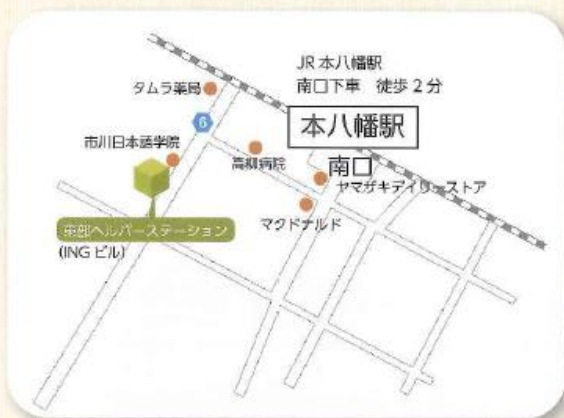 JR 本八幡駅
南口下車　徒歩 2 分
本八幡駅
南口
タムラ薬局
6
市川日本語学院
高柳病院
ヤマザキデイリーストア
マクドナルド
東部ヘルパーステーション
(ING ビル)